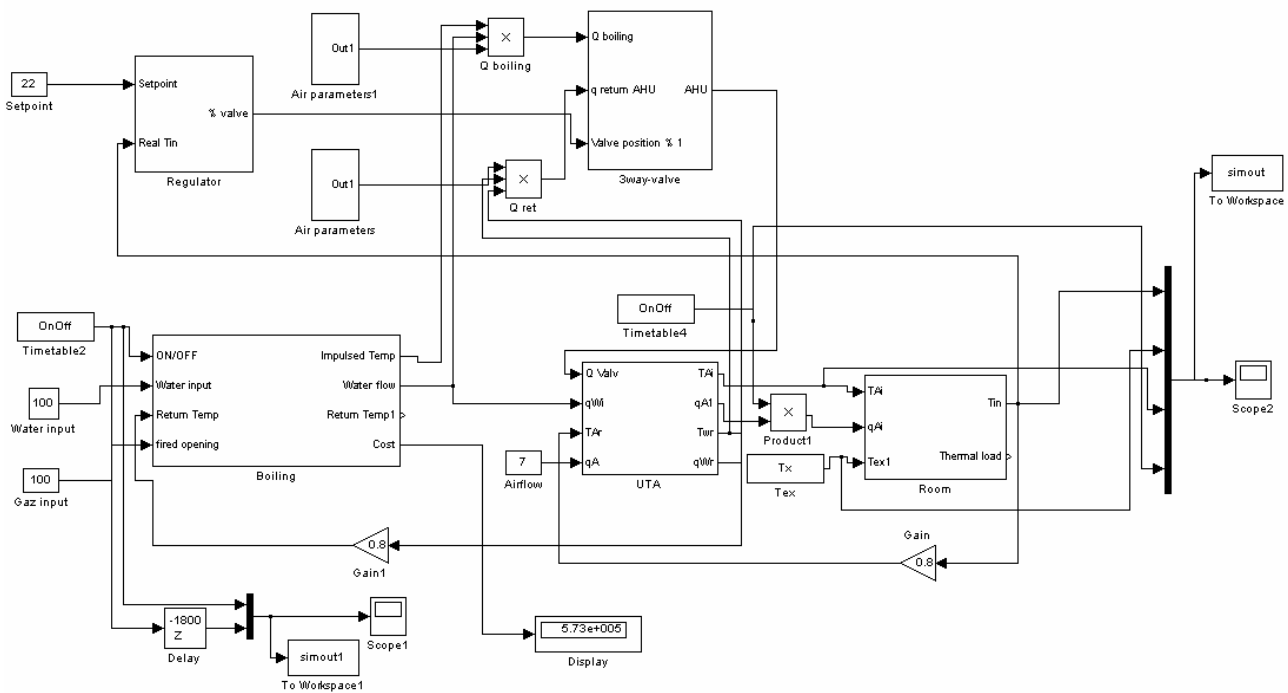 Out1
Air parameters1
22
Setpoint
Setpoint
Real Tin
% valve
Regulator
×
Q boiling
Q boiling
q return AHU
AHU
Valve position % 1
3way-valve
Out1
Air parameters
×
Q ret
simout
To Workspace
OnOff
Timetable2
100
Water input
100
Gaz input
ON/OFF
Water input
Return Temp
fired opening
Impulsed Temp
Water flow
Return Temp1
Cost
Boiling
OnOff
Timetable4
Q Valv
qWi
TAr
qA
TAi
qA1
Twr
qWr
UTA
7
Airflow
×
Product1
Tx
Tex
TAi
qAi
Tex1
Tin
Thermal load
Room
Scope2
0.8
Gain1
Gain
0.8
-1800
Z
Delay
Scope1
simout1
To Workspace1
5.73e+005
Display